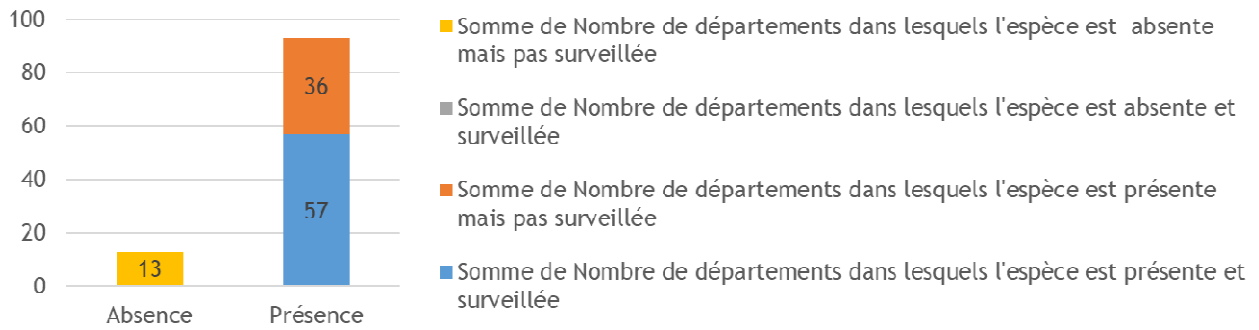 100
80
60
40
20
0
36
57
13
Absence
Présence
Somme de Nombre de départements dans lesquels l'espèce est absente
mais pas surveillée
Somme de Nombre de départements dans lesquels l'espèce est absente et
surveillée
Somme de Nombre de départements dans lesquels l'espèce est présente
mais pas surveillée
Somme de Nombre de départements dans lesquels l'espèce est présente et
surveillée